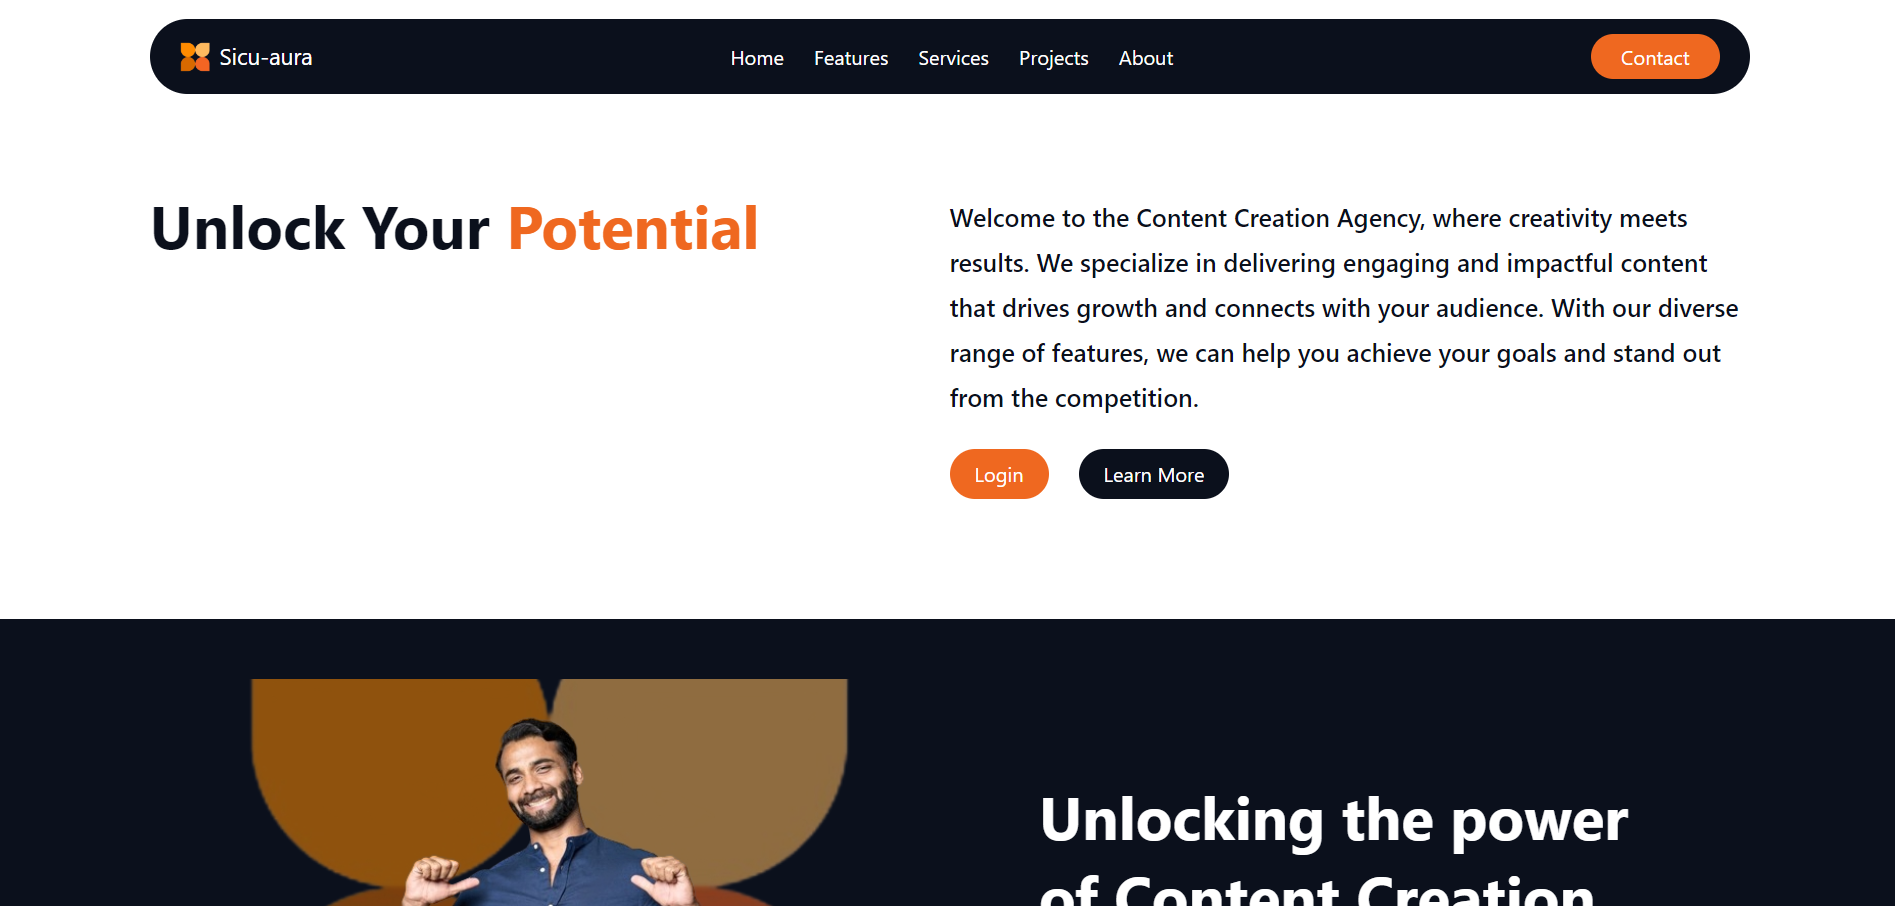 Sicu-aura
Home Features Services Projects About
Contact
Unlock Your Potential
Welcome to the Content Creation Agency, where creativity meets
results. We specialize in delivering engaging and impactful content
that drives growth and connects with your audience. With our diverse
range of features, we can help you achieve your goals and stand out
from the competition.
Login
Learn More
Unlocking the power
of Content Creation